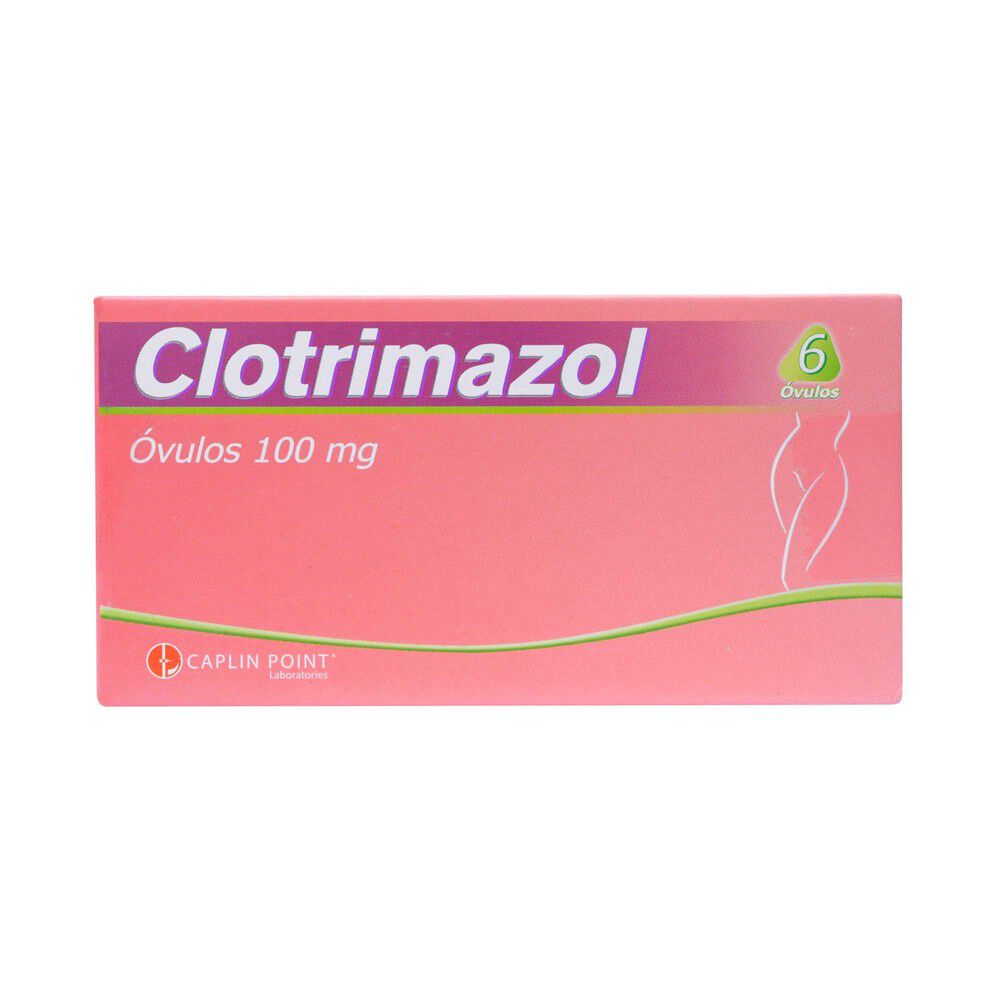 Clotrimazol
6
Óvulos
Óvulos 100 mg
CAPLIN POINT®
Laboratories